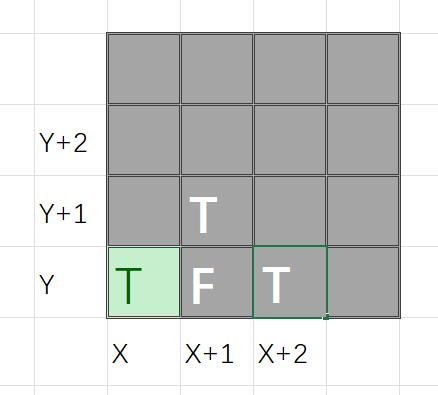 Y+2
Y+1 T
Y T F T
X X+1 X+2